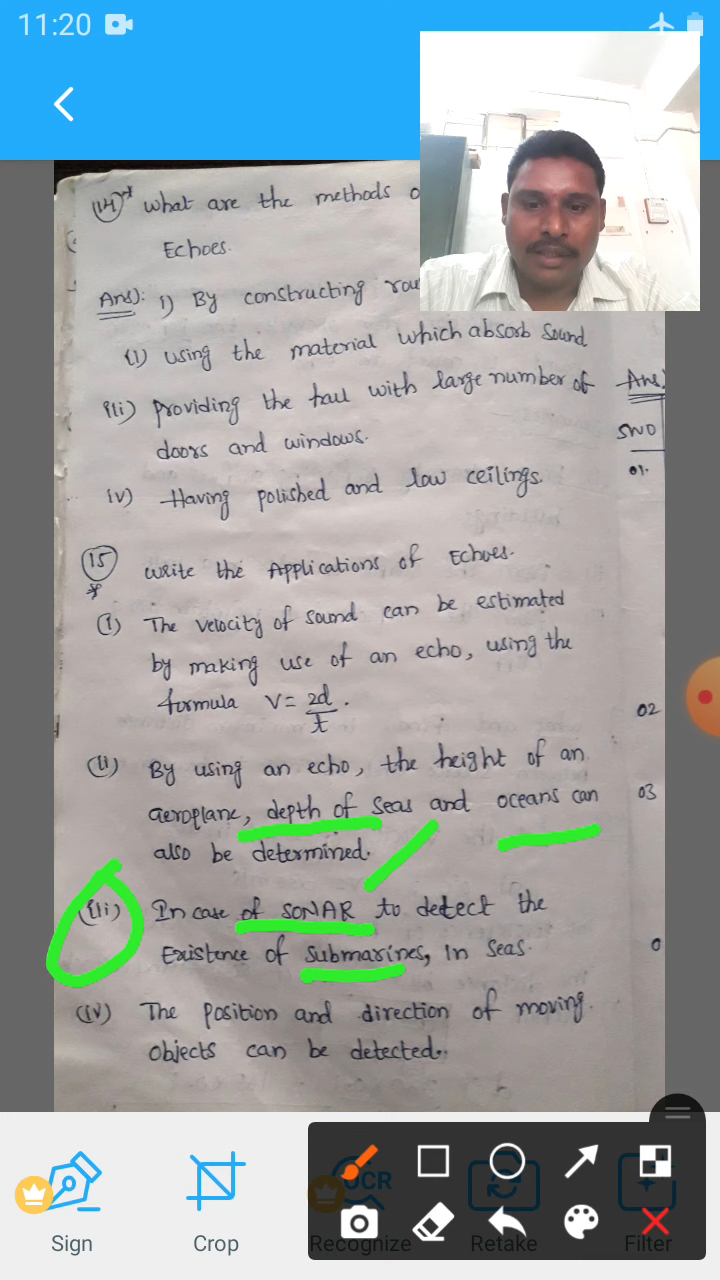 11:20
(14) What are the methods
Echoes.
Ans): i) By constructing
(i) using the material which absorb Sound
(iii) providing the hall with large number of
doors and windows.
iv) Having polished and low ceilings.
(15) write the Applications of Echoes.
(i) The velocity of sound can be estimated
by making use of an echo, using the
formula V = 2d/t.
(ii) By using an echo, the height of an
aeroplane, depth of seas and oceans can
also be determined.
(iii) In case of SONAR to detect the
Existence of Submarines, in seas.
(iv) The position and direction of moving
objects can be detected.
Ans:
SNO
01.
02
03
0
Sign
Crop
Recognize
Retake
Filter
OCR